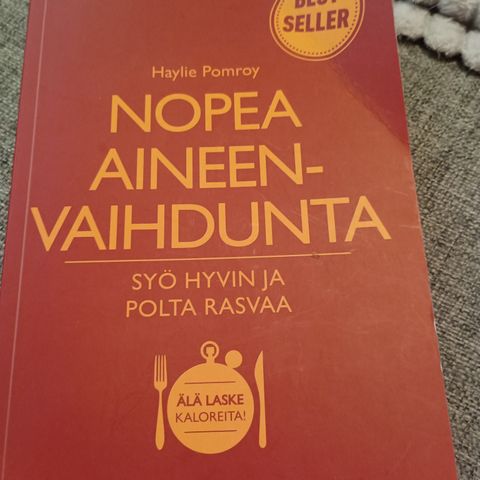 BEST
SELLER
Haylie Pomroy
NOPEA
AINEEN-
VAIHDUNTA
SYÖ HYVIN JA
POLTA RASVAA
ÄLÄ LASKE
KALOREITA!